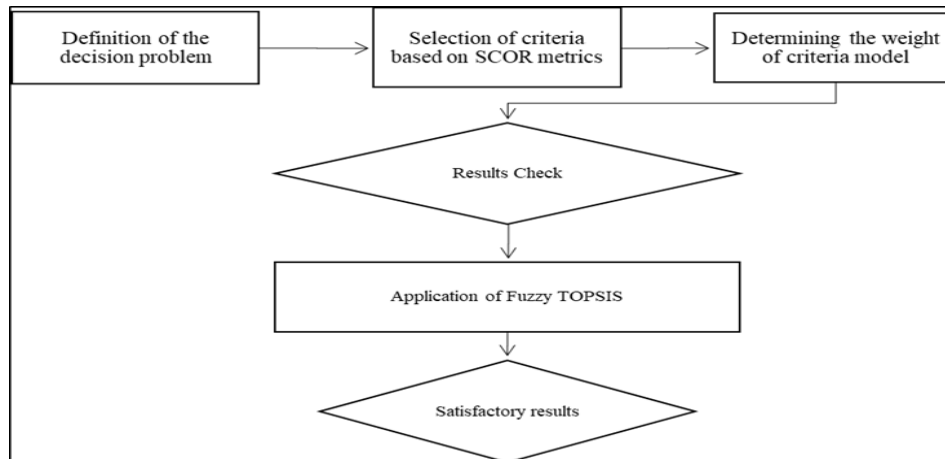 Definition of the
decision problem
Selection of criteria
based on SCOR metrics
Determining the weight
of criteria model
Results Check
Application of Fuzzy TOPSIS
Satisfactory results